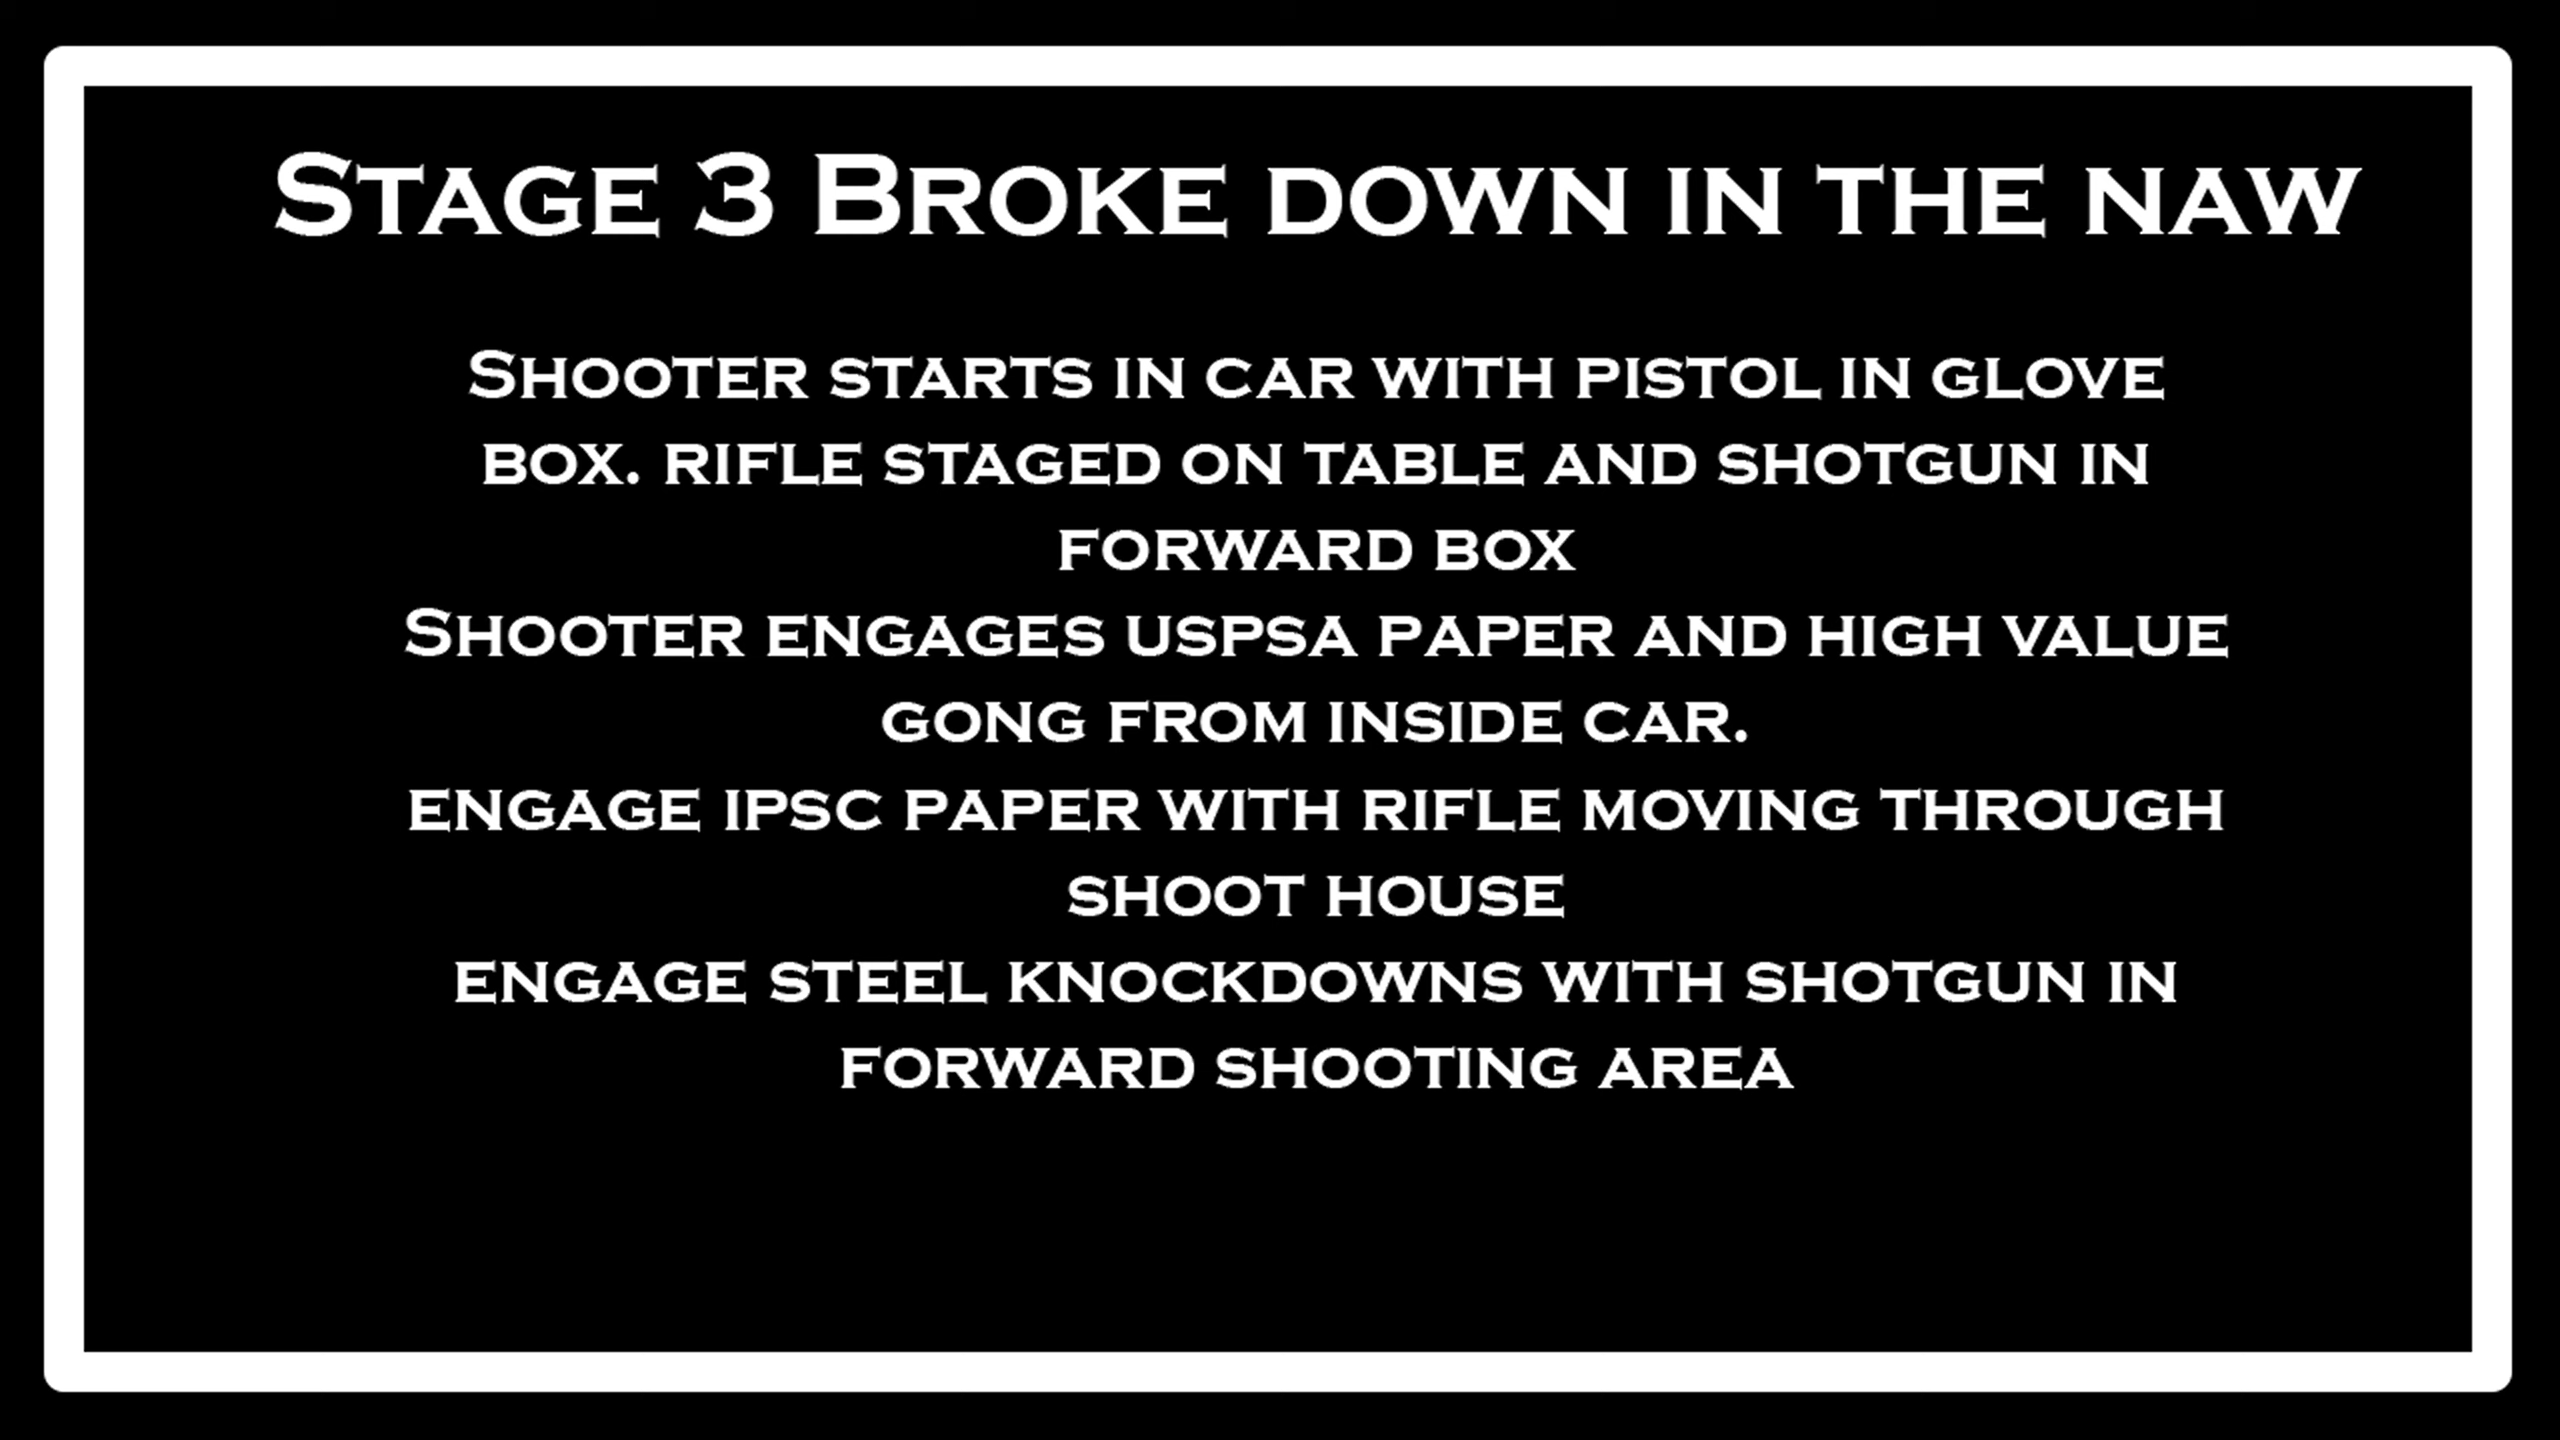 Stage 3 Broke down in the naw
Shooter starts in car with pistol in glove
box. rifle staged on table and shotgun in
forward box
Shooter engages uspsa paper and high value
gong from inside car.
engage ipsc paper with rifle moving through
shoot house
engage steel knockdowns with shotgun in
forward shooting area